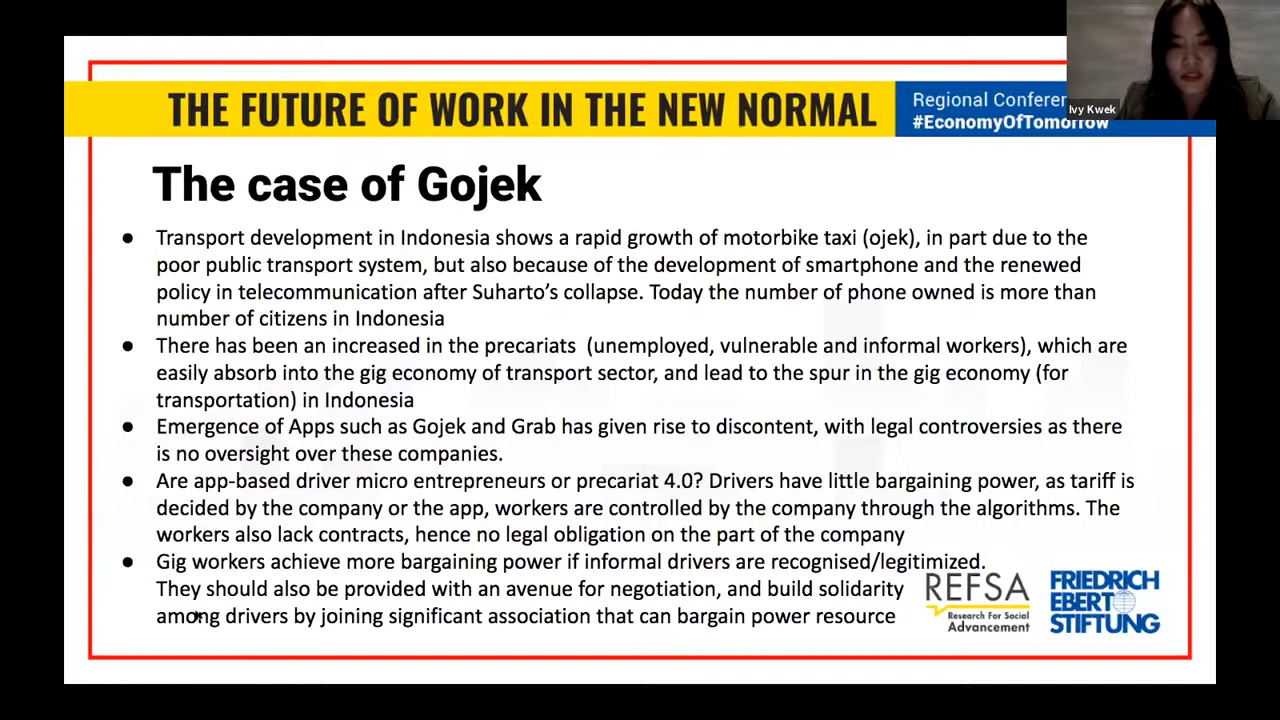 THE FUTURE OF WORK IN THE NEW NORMAL
Regional Conferen
#EconomyOfTomorrow
Ivy Kwek
The case of Gojek
● Transport development in Indonesia shows a rapid growth of motorbike taxi (ojek), in part due to the
poor public transport system, but also because of the development of smartphone and the renewed
policy in telecommunication after Suharto's collapse. Today the number of phone owned is more than
number of citizens in Indonesia
● There has been an increased in the precariats (unemployed, vulnerable and informal workers), which are
easily absorb into the gig economy of transport sector, and lead to the spur in the gig economy (for
transportation) in Indonesia
● Emergence of Apps such as Gojek and Grab has given rise to discontent, with legal controversies as there
is no oversight over these companies.
● Are app-based driver micro entrepreneurs or precariat 4.0? Drivers have little bargaining power, as tariff is
decided by the company or the app, workers are controlled by the company through the algorithms. The
workers also lack contracts, hence no legal obligation on the part of the company
● Gig workers achieve more bargaining power if informal drivers are recognised/legitimized.
They should also be provided with an avenue for negotiation, and build solidarity
among drivers by joining significant association that can bargain power resource
REFSA
Research For Social
Advancement
FRIEDRICH
EBERT
STIFTUNG